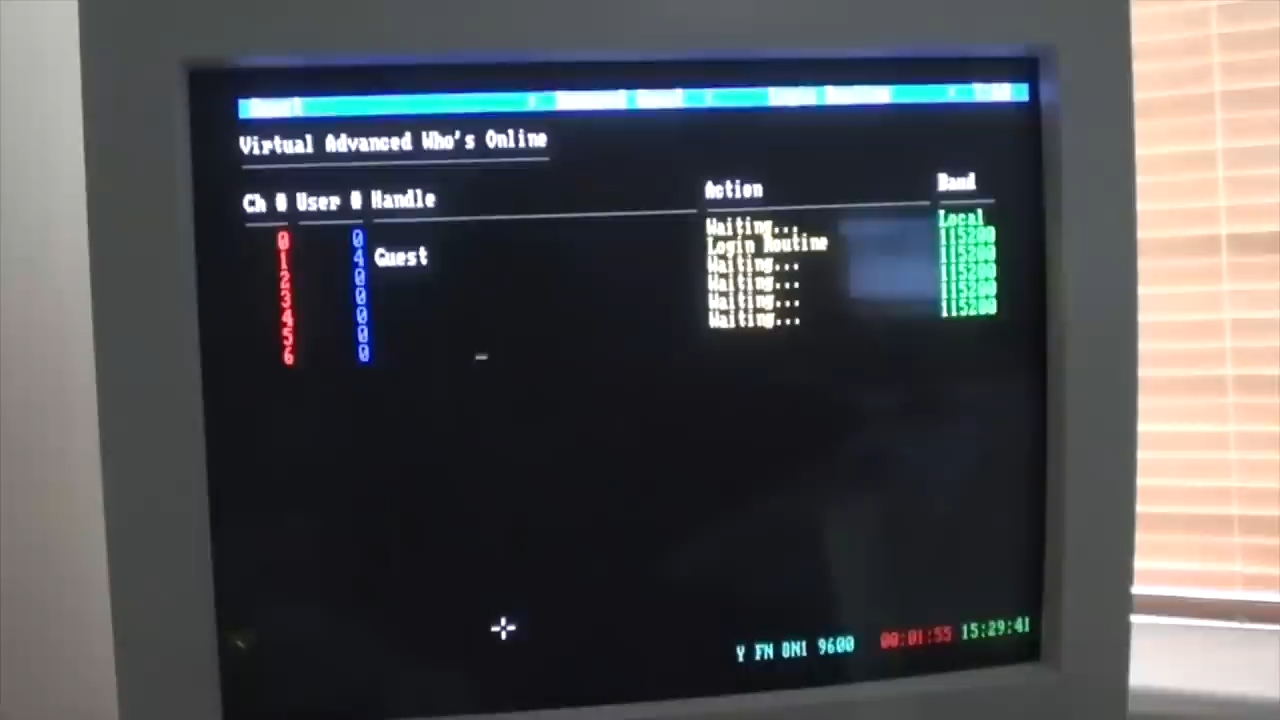 Virtual Advanced Who's Online
Ch # User # Handle Action Baud
0 0 Waiting... Local
1 4 Guest Login Routine 115200
2 0 Waiting... 115200
3 0 Waiting... 115200
4 0 Waiting... 115200
5 0 Waiting... 115200
6 0
Y FN 8N1 9600 00:01:55 15:29:41